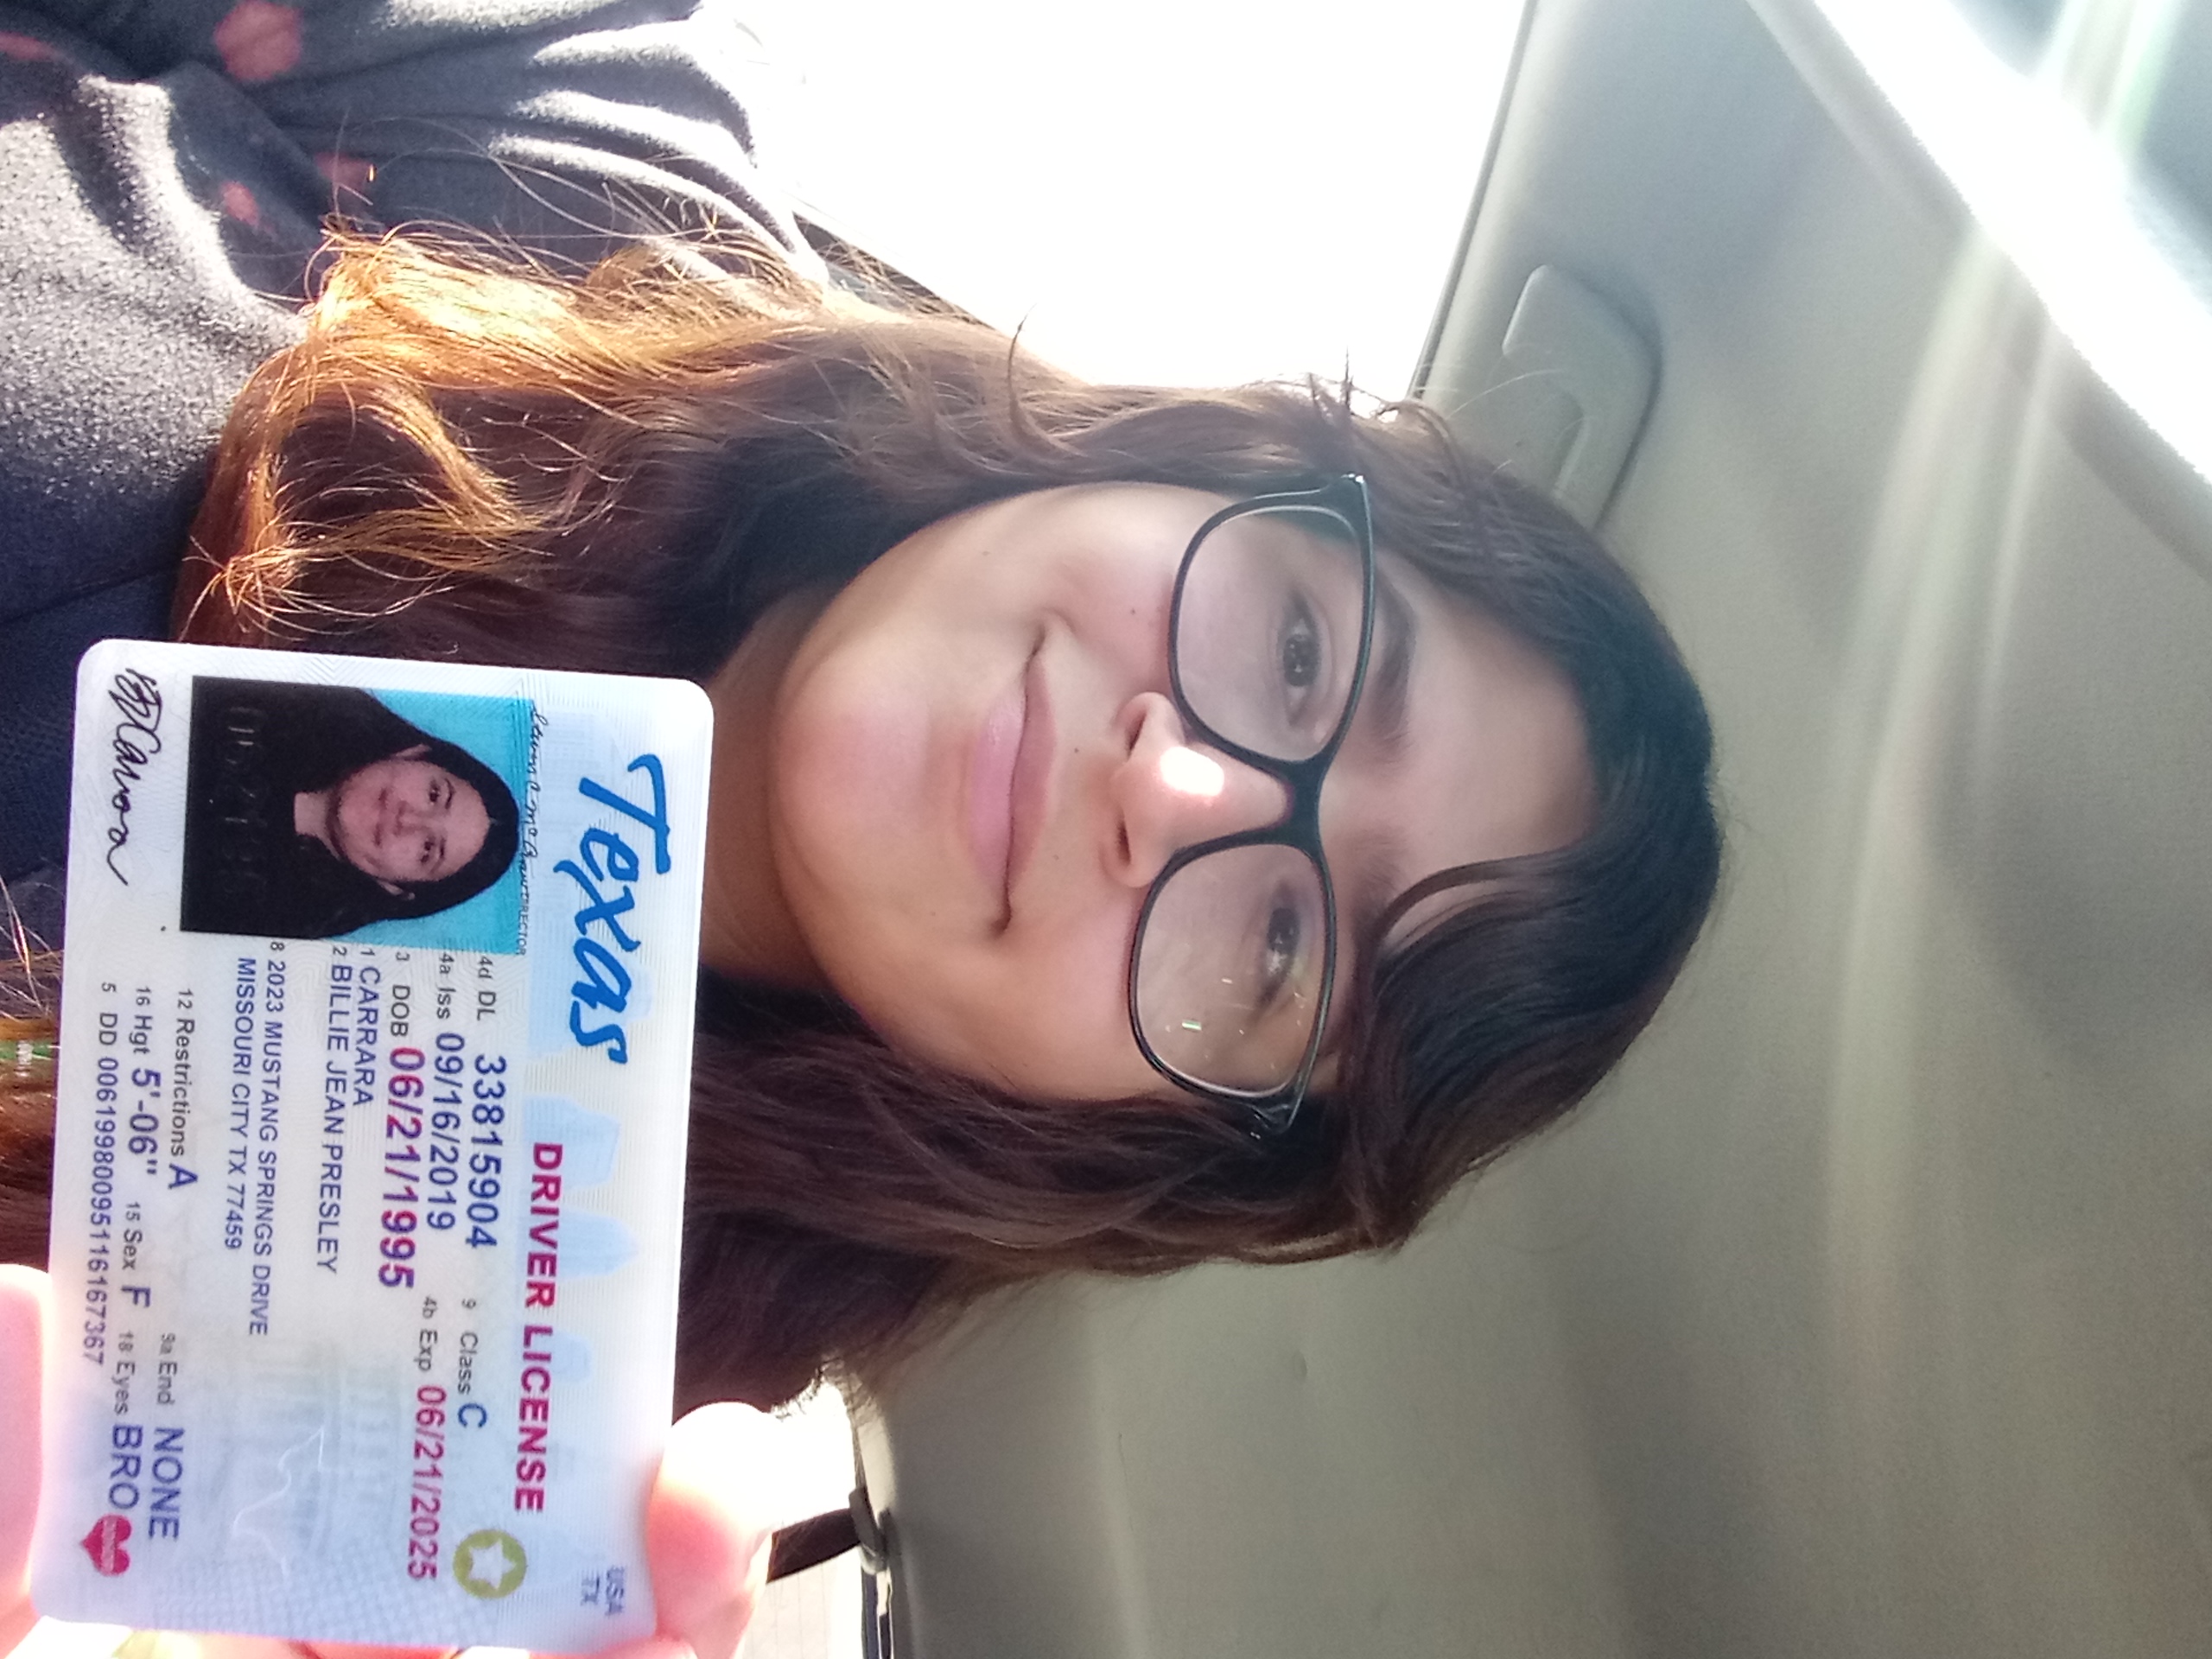 Texas
USA
TX
DRIVER LICENSE
DIRECTOR
4d DL 33815904 9 Class C
4a Iss 09/16/2019 4b Exp 06/21/2025
3 DOB 06/21/1995
1 CARRARA
2 BILLIE JEAN PRESLEY
8 2023 MUSTANG SPRINGS DRIVE
MISSOURI CITY TX 77459
12 Restrictions A 9a End NONE
16 Hgt 5'-06" 15 Sex F 18 Eyes BRO
5 DD 00619980095116167367